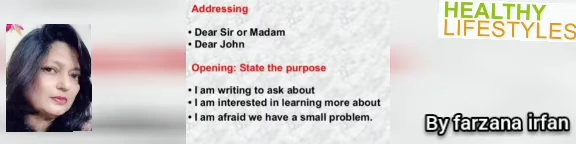 Addressing
• Dear Sir or Madam
• Dear John
Opening: State the purpose
• I am writing to ask about
• I am interested in learning more about
• I am afraid we have a small problem.
HEALTHY
LIFESTYLES
By farzana irfan